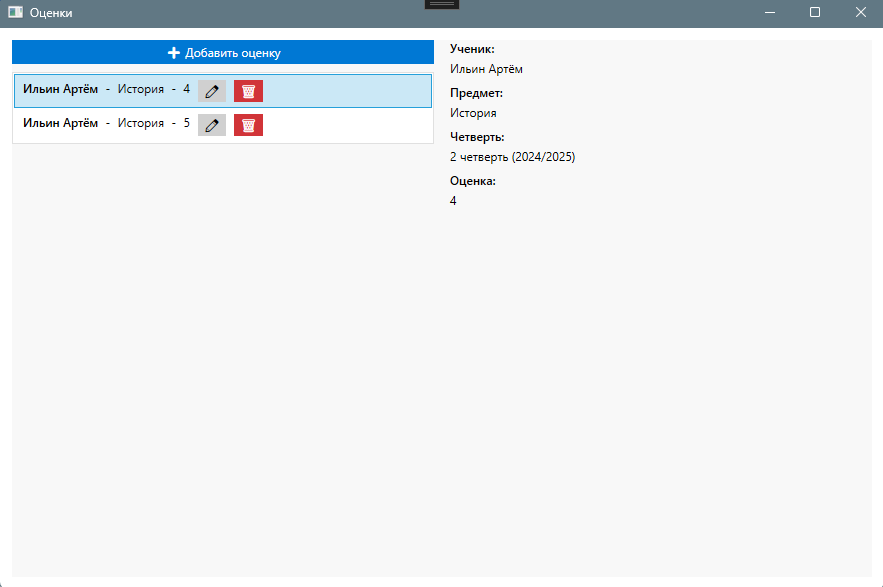 Оценки
Добавить оценку
Ильин Артём - История - 4
Ильин Артём - История - 5
Ученик:
Ильин Артём
Предмет:
История
Четверть:
2 четверть (2024/2025)
Оценка:
4